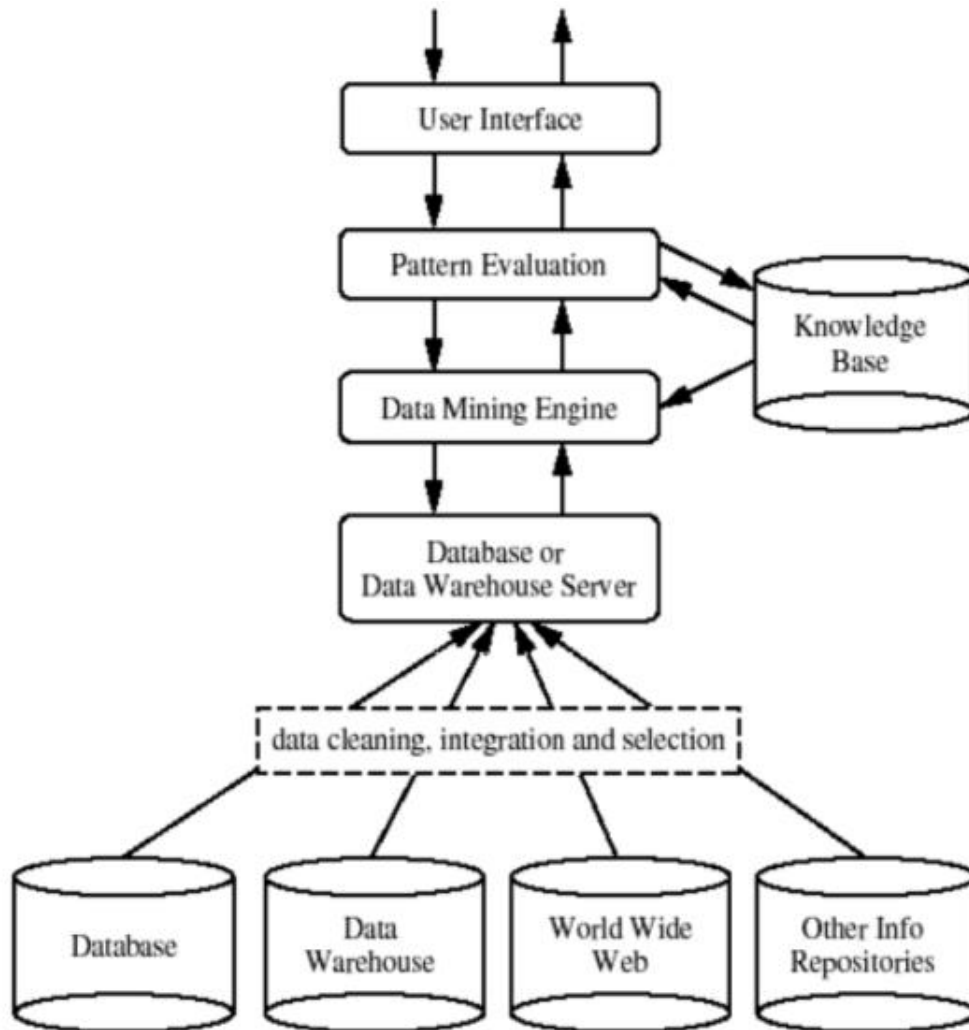 User Interface
Pattern Evaluation
Knowledge
Base
Data Mining Engine
Database or
Data Warehouse Server
data cleaning, integration and selection
Database
Data
Warehouse
World Wide
Web
Other Info
Repositories